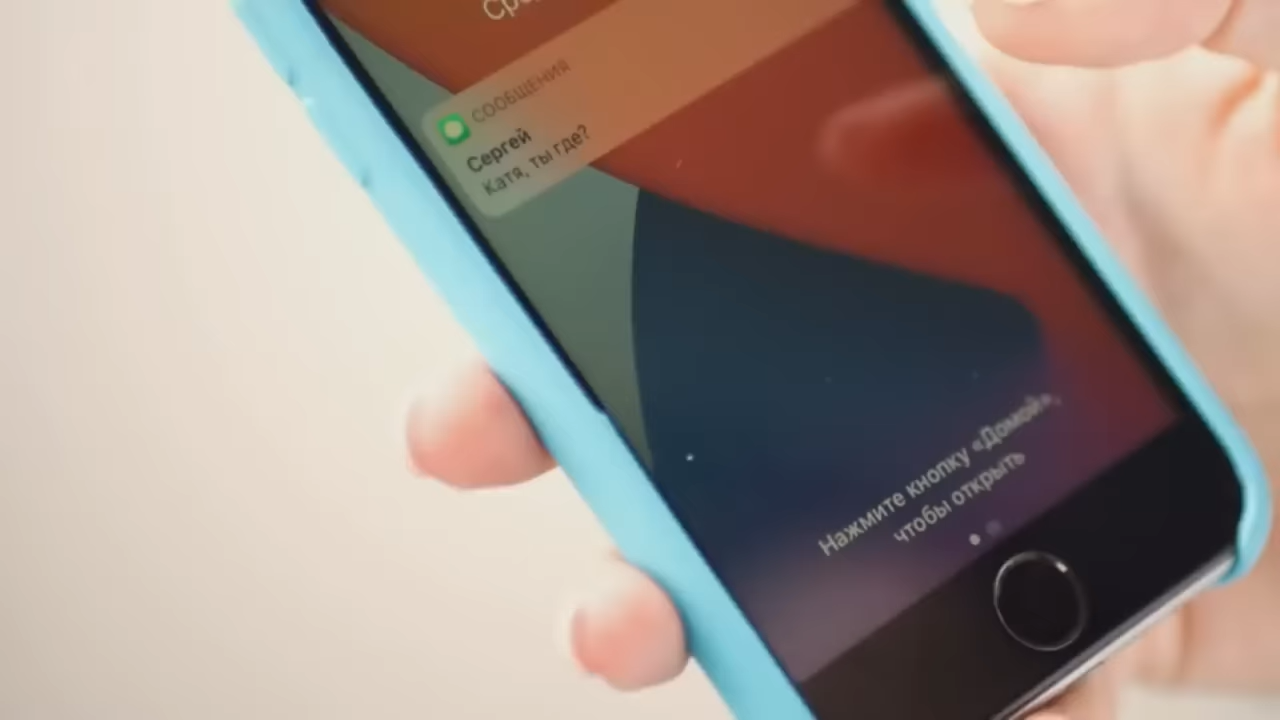 СООБЩЕНИЯ
Сергей
Катя, ты где?
Нажмите кнопку «Домой»,
чтобы открыть